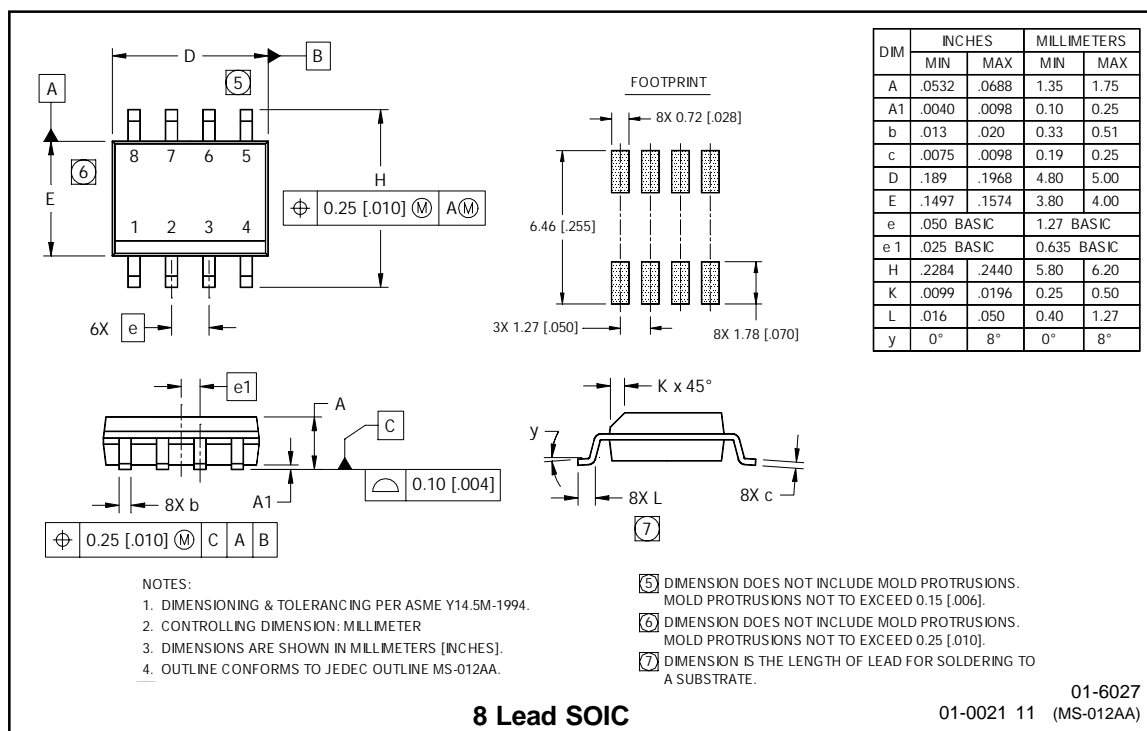 D
B
5
A
8 7 6 5
6
E
H
⌖ 0.25 [.010] Ⓜ AⓂ
1 2 3 4
6X e
FOOTPRINT
8X 0.72 [.028]
6.46 [.255]
3X 1.27 [.050]
8X 1.78 [.070]
DIM INCHES MILLIMETERS
MIN MAX MIN MAX
A .0532 .0688 1.35 1.75
A1 .0040 .0098 0.10 0.25
b .013 .020 0.33 0.51
c .0075 .0098 0.19 0.25
D .189 .1968 4.80 5.00
E .1497 .1574 3.80 4.00
e .050 BASIC 1.27 BASIC
e 1 .025 BASIC 0.635 BASIC
H .2284 .2440 5.80 6.20
K .0099 .0196 0.25 0.50
L .016 .050 0.40 1.27
y 0° 8° 0° 8°
e1
A
C
⌓ 0.10 [.004]
A1
8X b
⌖ 0.25 [.010] Ⓜ C A B
K x 45°
y
8X L
7
8X c
NOTES:
1. DIMENSIONING & TOLERANCING PER ASME Y14.5M-1994.
2. CONTROLLING DIMENSION: MILLIMETER
3. DIMENSIONS ARE SHOWN IN MILLIMETERS [INCHES].
4. OUTLINE CONFORMS TO JEDEC OUTLINE MS-012AA.
5 DIMENSION DOES NOT INCLUDE MOLD PROTRUSIONS.
MOLD PROTRUSIONS NOT TO EXCEED 0.15 [.006].
6 DIMENSION DOES NOT INCLUDE MOLD PROTRUSIONS.
MOLD PROTRUSIONS NOT TO EXCEED 0.25 [.010].
7 DIMENSION IS THE LENGTH OF LEAD FOR SOLDERING TO
A SUBSTRATE.
8 Lead SOIC
01-6027
01-0021 11 (MS-012AA)